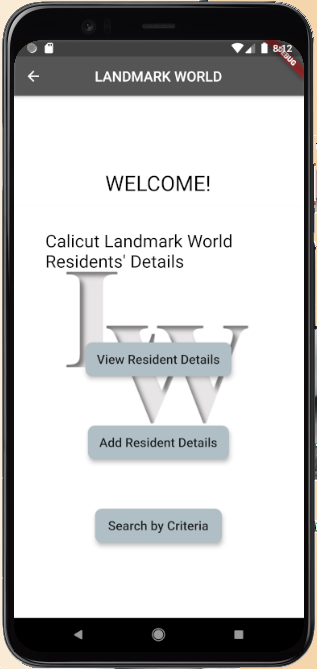 8:12
DEBUG
LANDMARK WORLD
WELCOME!
Calicut Landmark World
Residents' Details
LW
View Resident Details
Add Resident Details
Search by Criteria